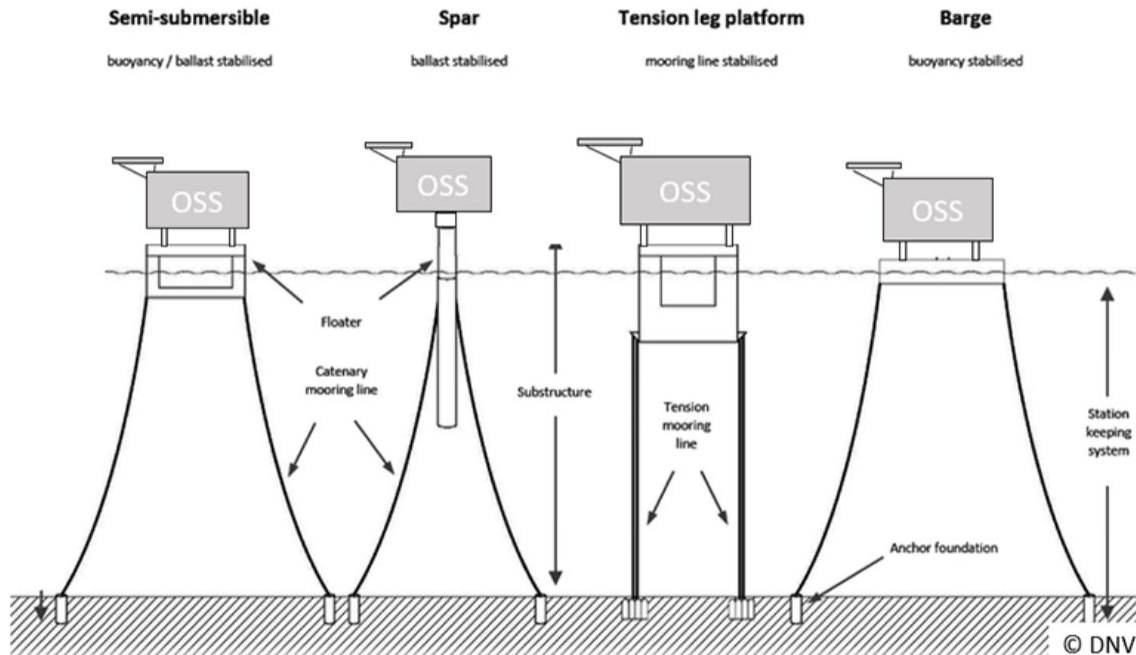 Semi-submersible
Spar
Tension leg platform
Barge
buoyancy / ballast stabilised
ballast stabilised
mooring line stabilised
buoyancy stabilised
OSS
OSS
OSS
OSS
Floater
Catenary
mooring line
Substructure
Tension
mooring
line
Station
keeping
system
Anchor foundation
© DNV